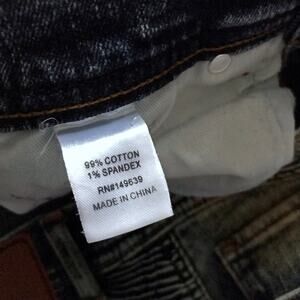 99% COTTON
1% SPANDEX
RN#149639
MADE IN CHINA